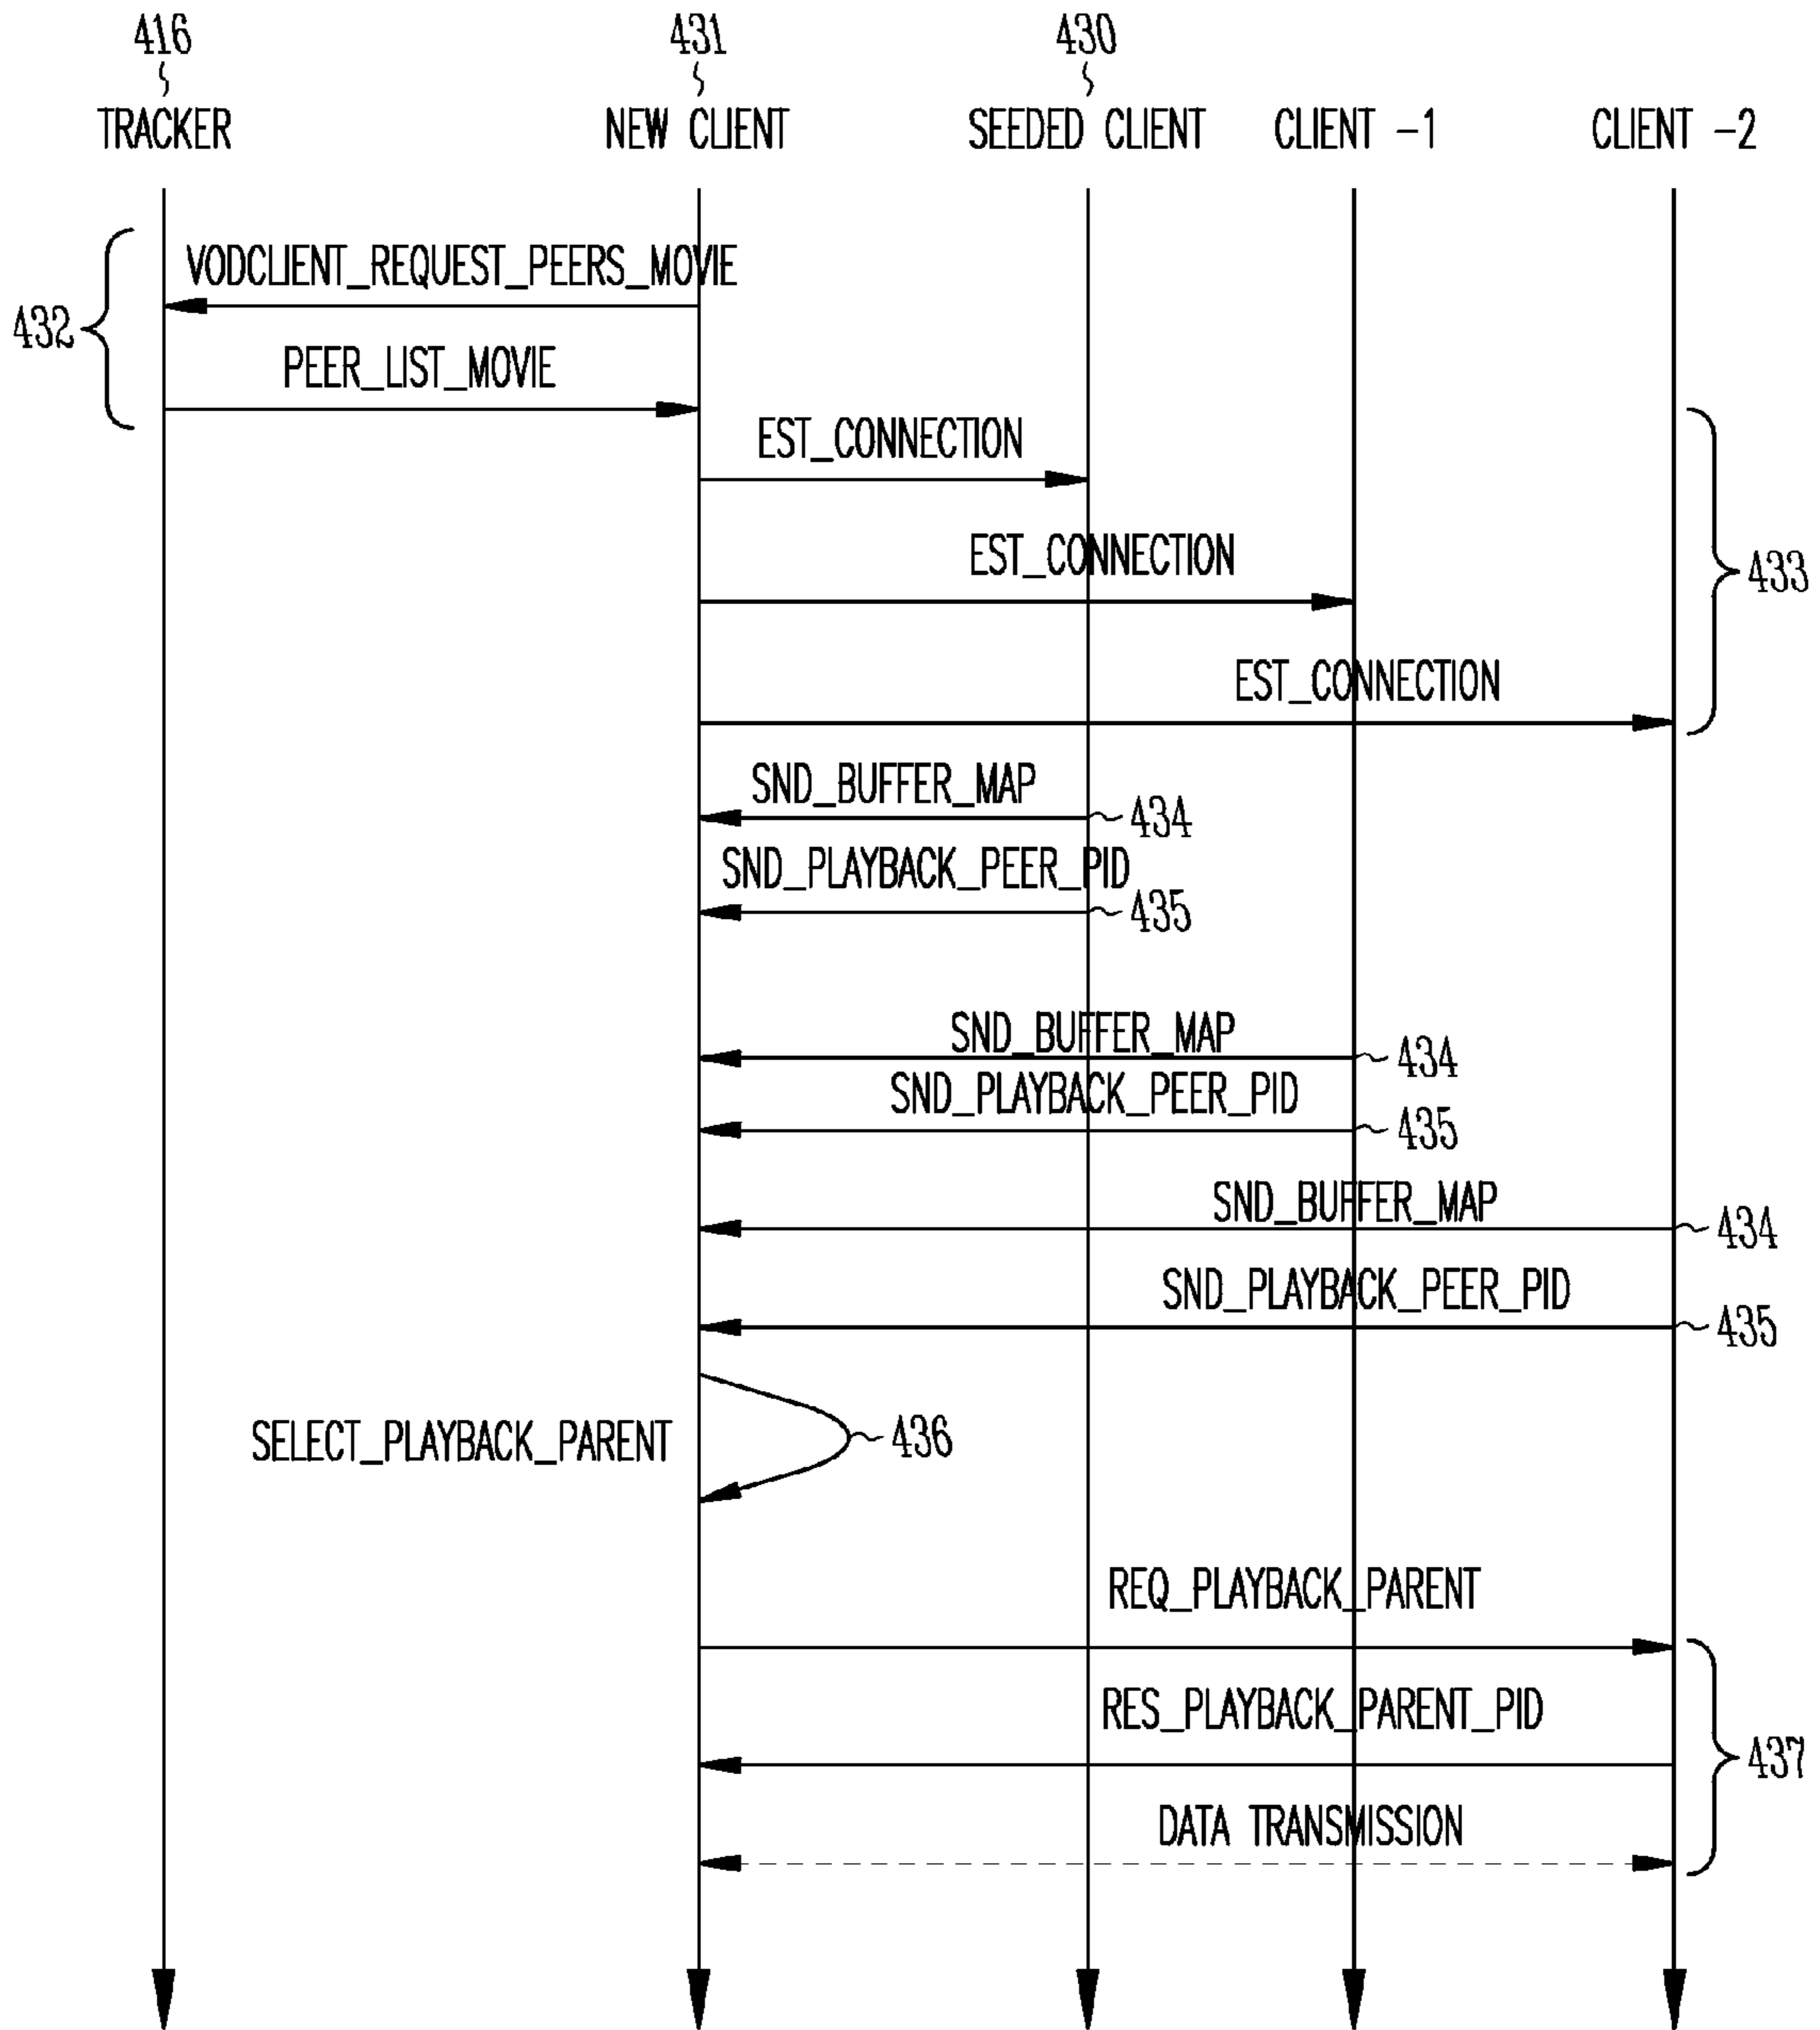 416 431 430
TRACKER NEW CLIENT SEEDED CLIENT CLIENT -1 CLIENT -2
VODCLIENT_REQUEST_PEERS_MOVIE
432
PEER_LIST_MOVIE
EST_CONNECTION
EST_CONNECTION
433
EST_CONNECTION
SND_BUFFER_MAP
434
SND_PLAYBACK_PEER_PID
435
SND_BUFFER_MAP
434
SND_PLAYBACK_PEER_PID
435
SND_BUFFER_MAP
434
SND_PLAYBACK_PEER_PID
435
SELECT_PLAYBACK_PARENT
436
REQ_PLAYBACK_PARENT
RES_PLAYBACK_PARENT_PID
437
DATA TRANSMISSION